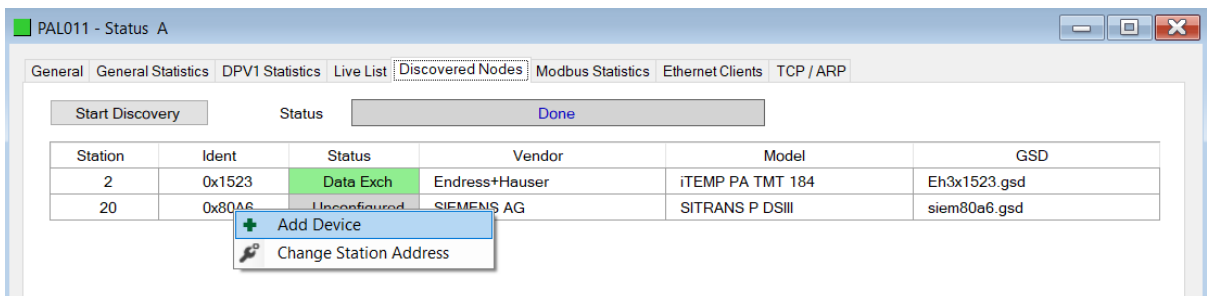 PAL011 - Status A
General General Statistics DPV1 Statistics Live List Discovered Nodes Modbus Statistics Ethernet Clients TCP / ARP
Start Discovery Status Done
Station Ident Status Vendor Model GSD
2 0x1523 Data Exch Endress+Hauser iTEMP PA TMT 184 Eh3x1523.gsd
20 0x80A6 Unconfigured SIEMENS AG SITRANS P DSIII siem80a6.gsd
Add Device
Change Station Address